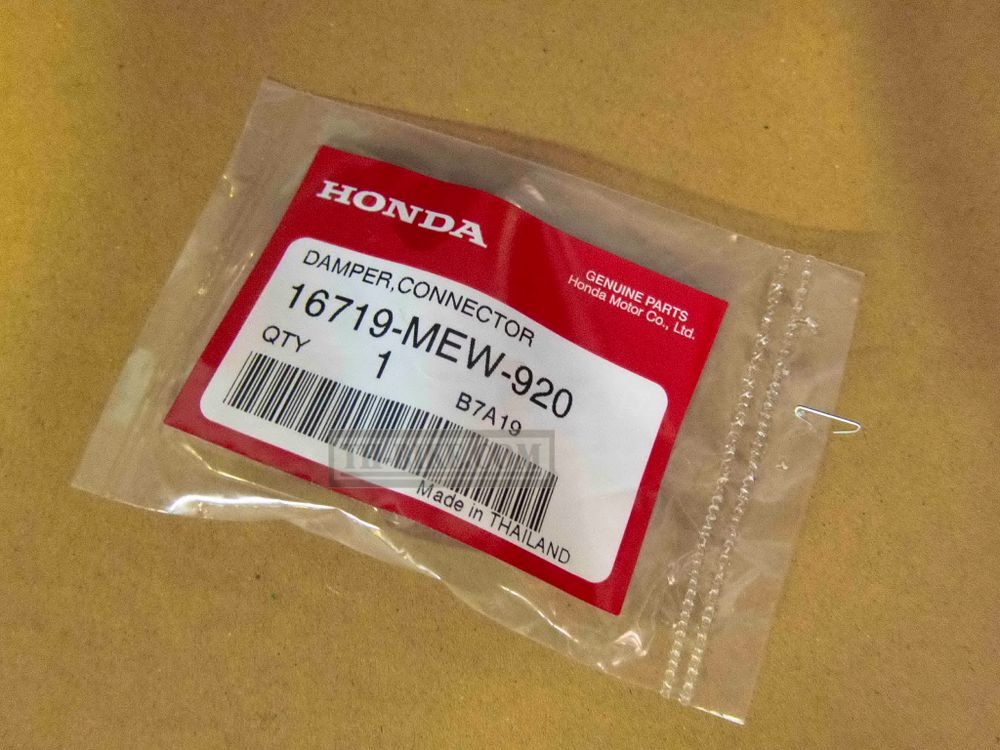 HONDA
GENUINE PARTS
Honda Motor Co., Ltd.
DAMPER,CONNECTOR
16719-MEW-920
QTY 1
B7A19
Made in THAILAND